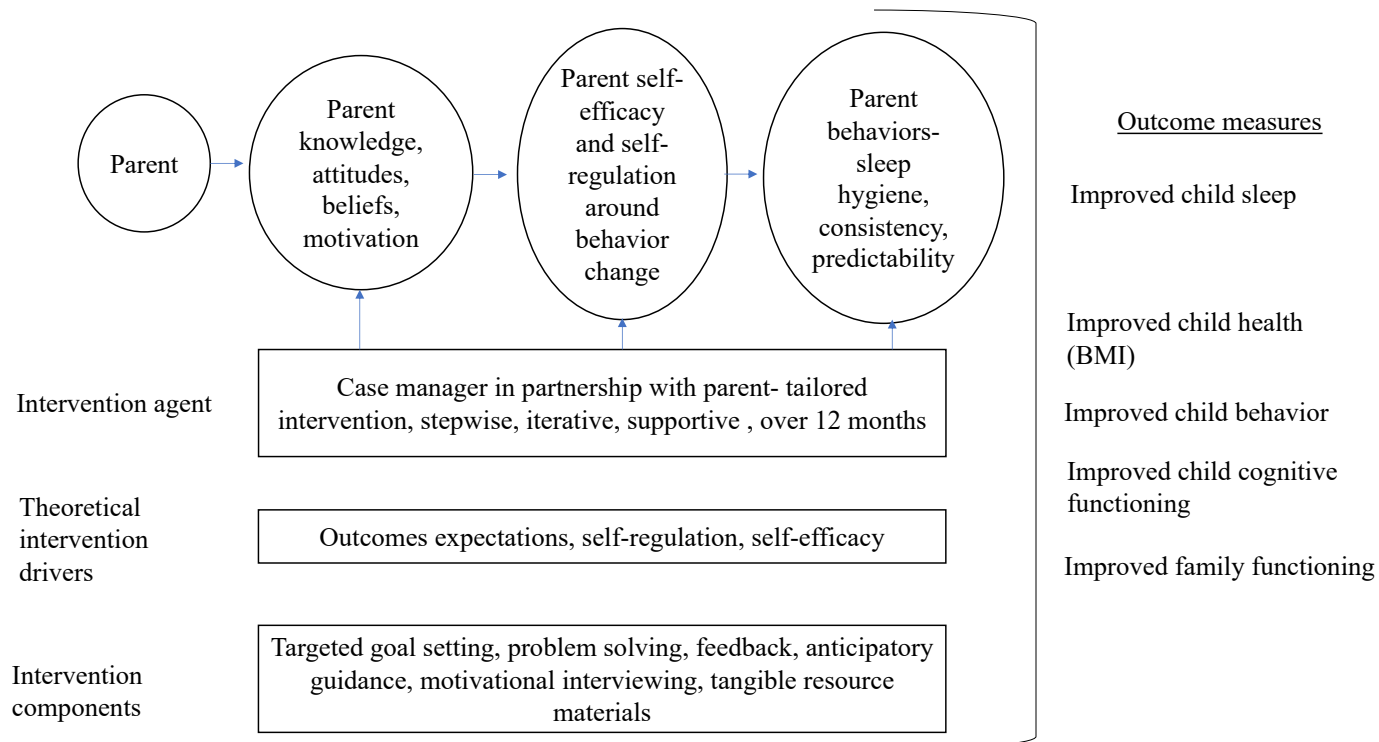 Parent
Parent
knowledge,
attitudes,
beliefs,
motivation
Parent self-
efficacy
and self-
regulation
around
behavior
change
Parent
behaviors-
sleep
hygiene,
consistency,
predictability
Outcome measures
Improved child sleep
Improved child health
(BMI)
Improved child behavior
Improved child cognitive
functioning
Improved family functioning
Intervention agent
Case manager in partnership with parent- tailored
intervention, stepwise, iterative, supportive , over 12 months
Theoretical
intervention
drivers
Outcomes expectations, self-regulation, self-efficacy
Intervention
components
Targeted goal setting, problem solving, feedback, anticipatory
guidance, motivational interviewing, tangible resource
materials